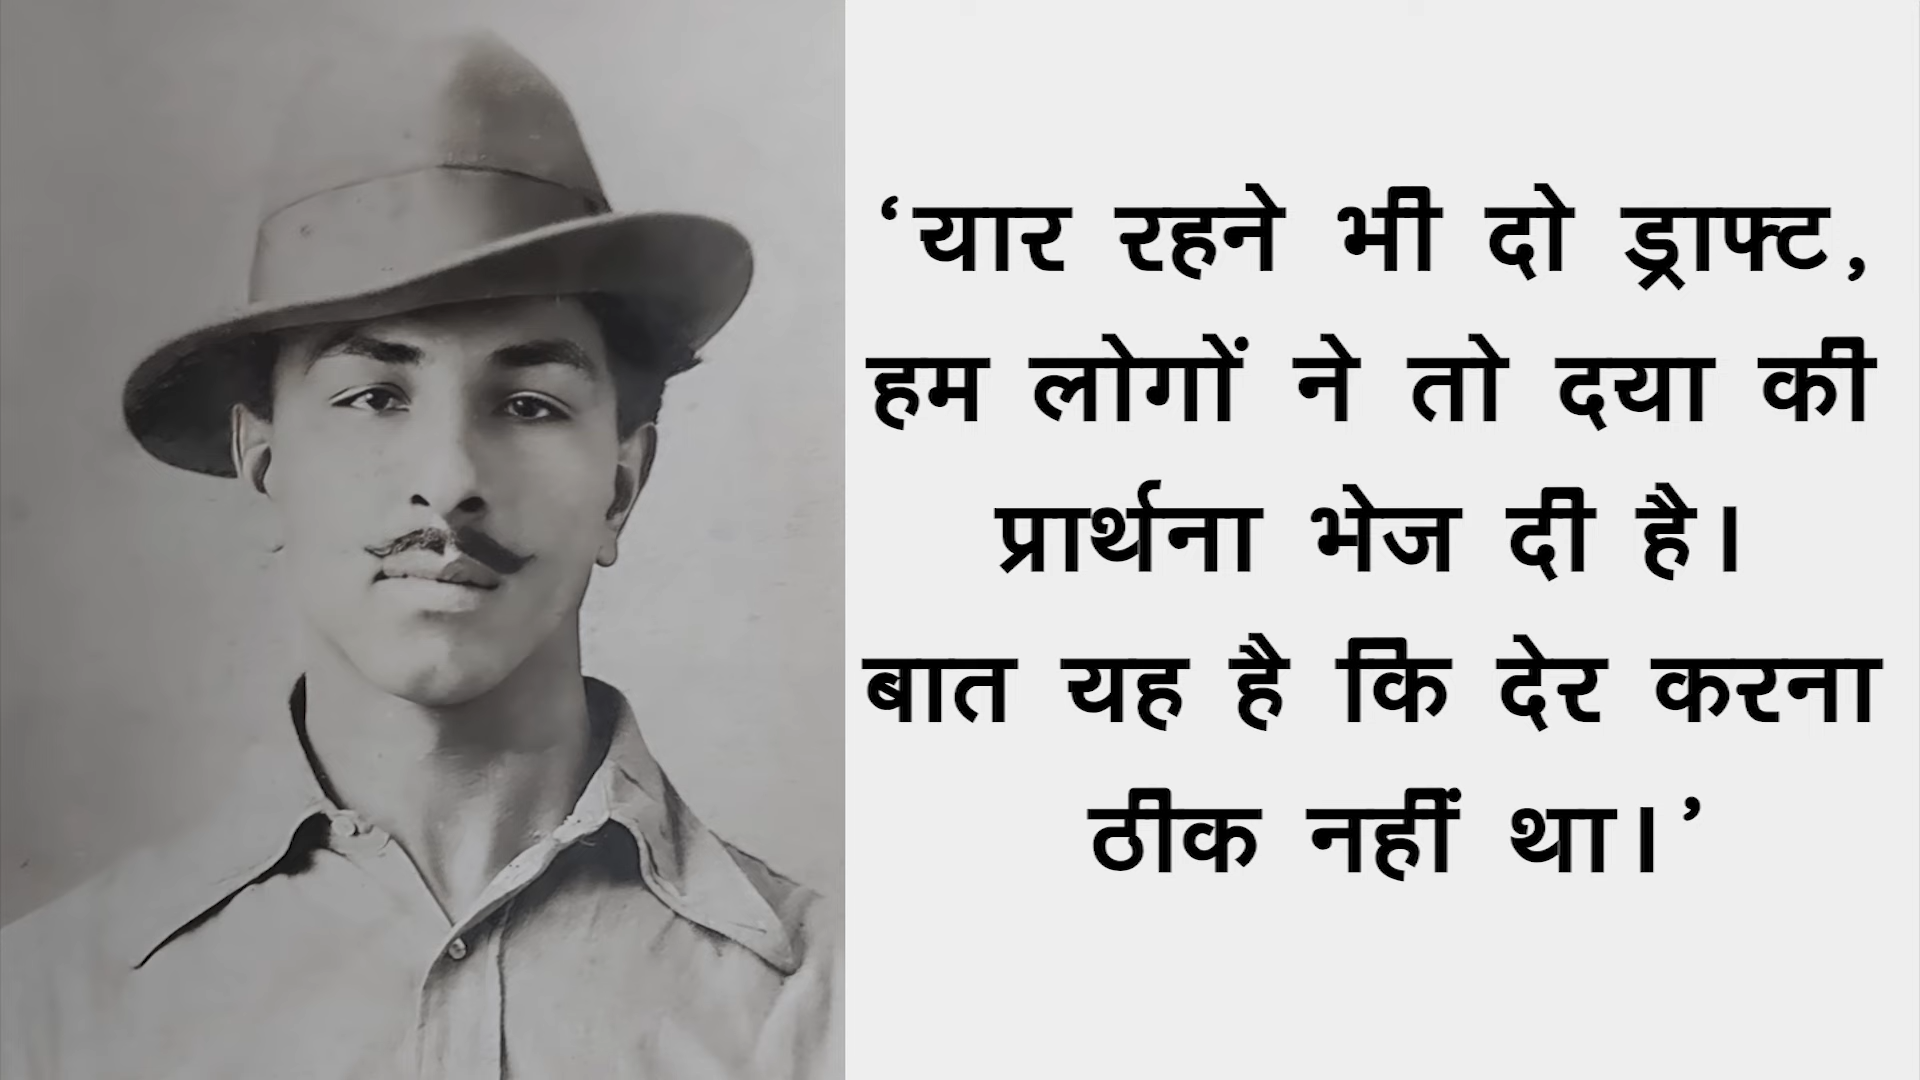 ‘यार रहने भी दो ड्राफ्ट,
हम लोगों ने तो दया की
प्रार्थना भेज दी है।
बात यह है कि देर करना
ठीक नहीं था।’